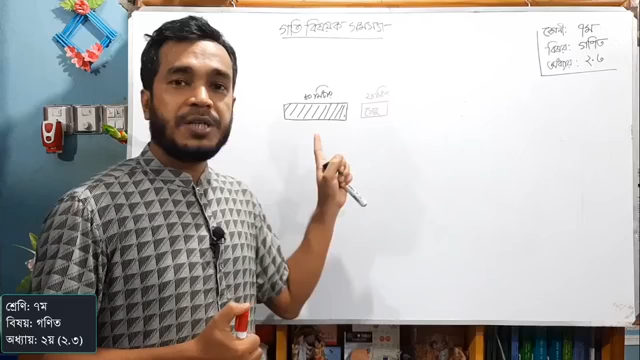 গতি বিষয়ক সমস্যা
শ্রেণী: ৭ম
বিষয়: গণিত
অধ্যায়: ২.৩
শ্রেণি: ৭ম
বিষয়: গণিত
অধ্যায়: ২য় (২.৩)